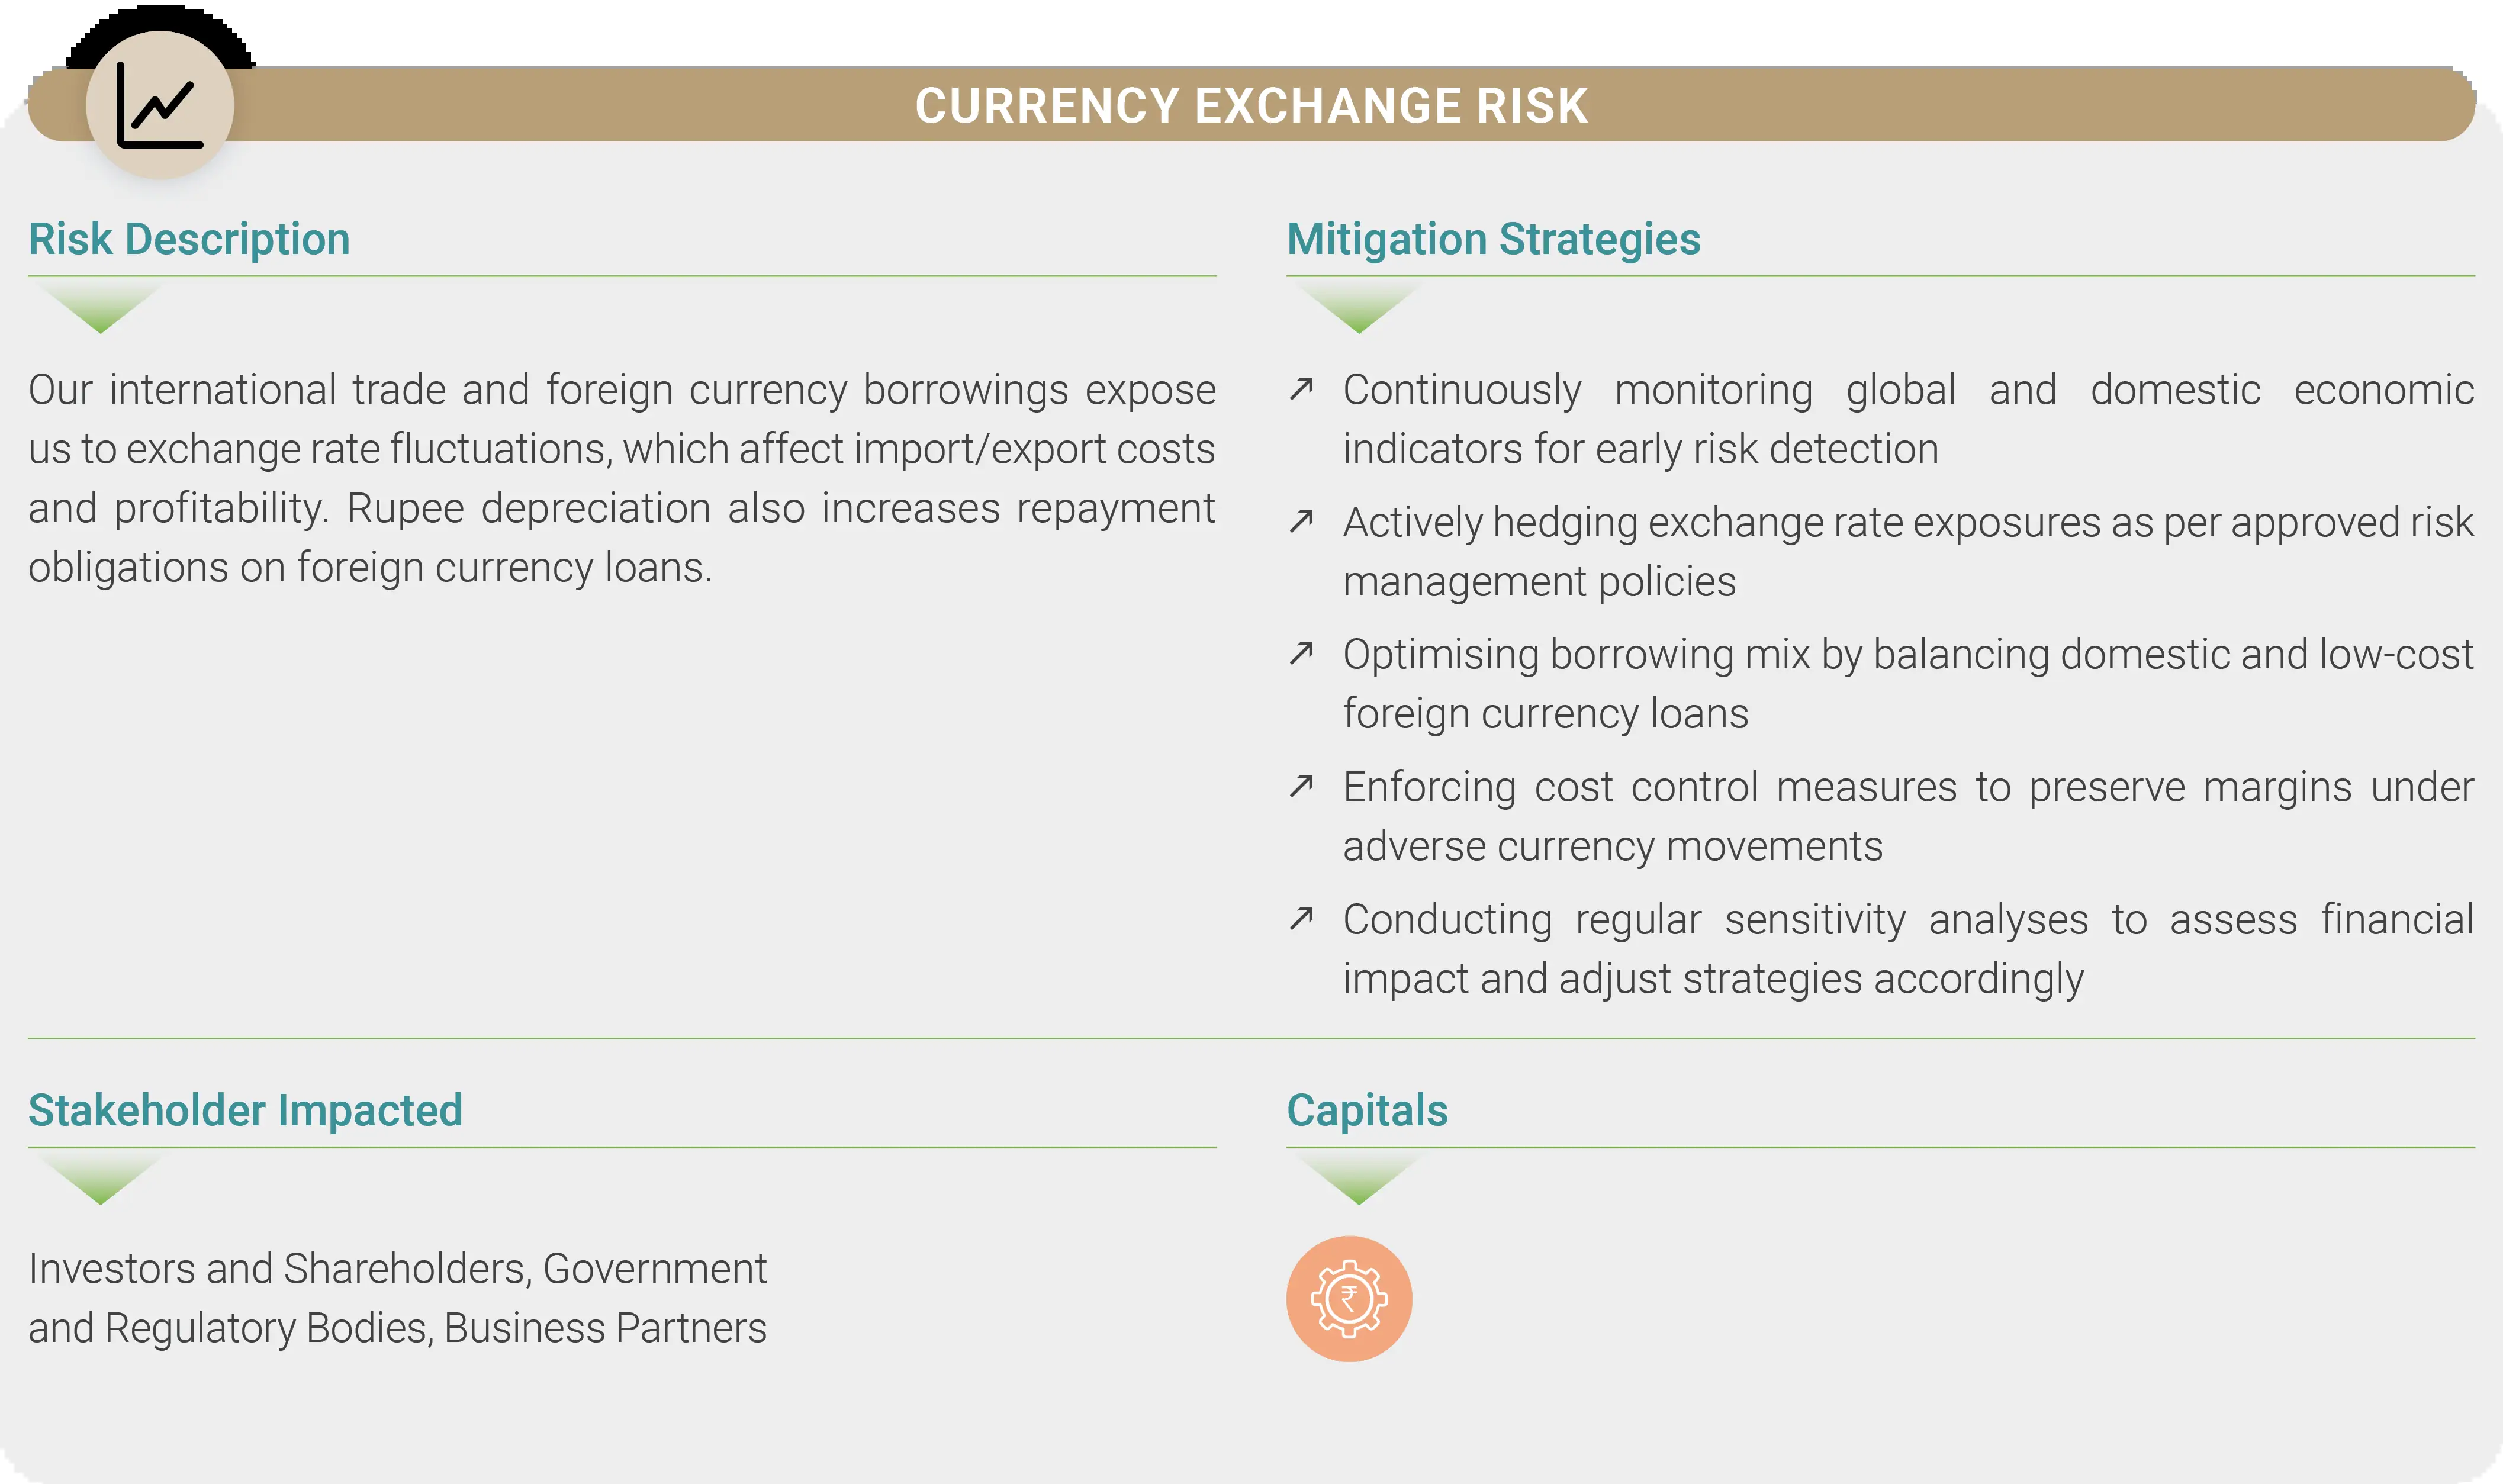 CURRENCY EXCHANGE RISK
Risk Description
Our international trade and foreign currency borrowings expose
us to exchange rate fluctuations, which affect import/export costs
and profitability. Rupee depreciation also increases repayment
obligations on foreign currency loans.
Mitigation Strategies
Continuously monitoring global and domestic economic
indicators for early risk detection
Actively hedging exchange rate exposures as per approved risk
management policies
Optimising borrowing mix by balancing domestic and low-cost
foreign currency loans
Enforcing cost control measures to preserve margins under
adverse currency movements
Conducting regular sensitivity analyses to assess financial
impact and adjust strategies accordingly
Stakeholder Impacted
Investors and Shareholders, Government
and Regulatory Bodies, Business Partners
Capitals
₹